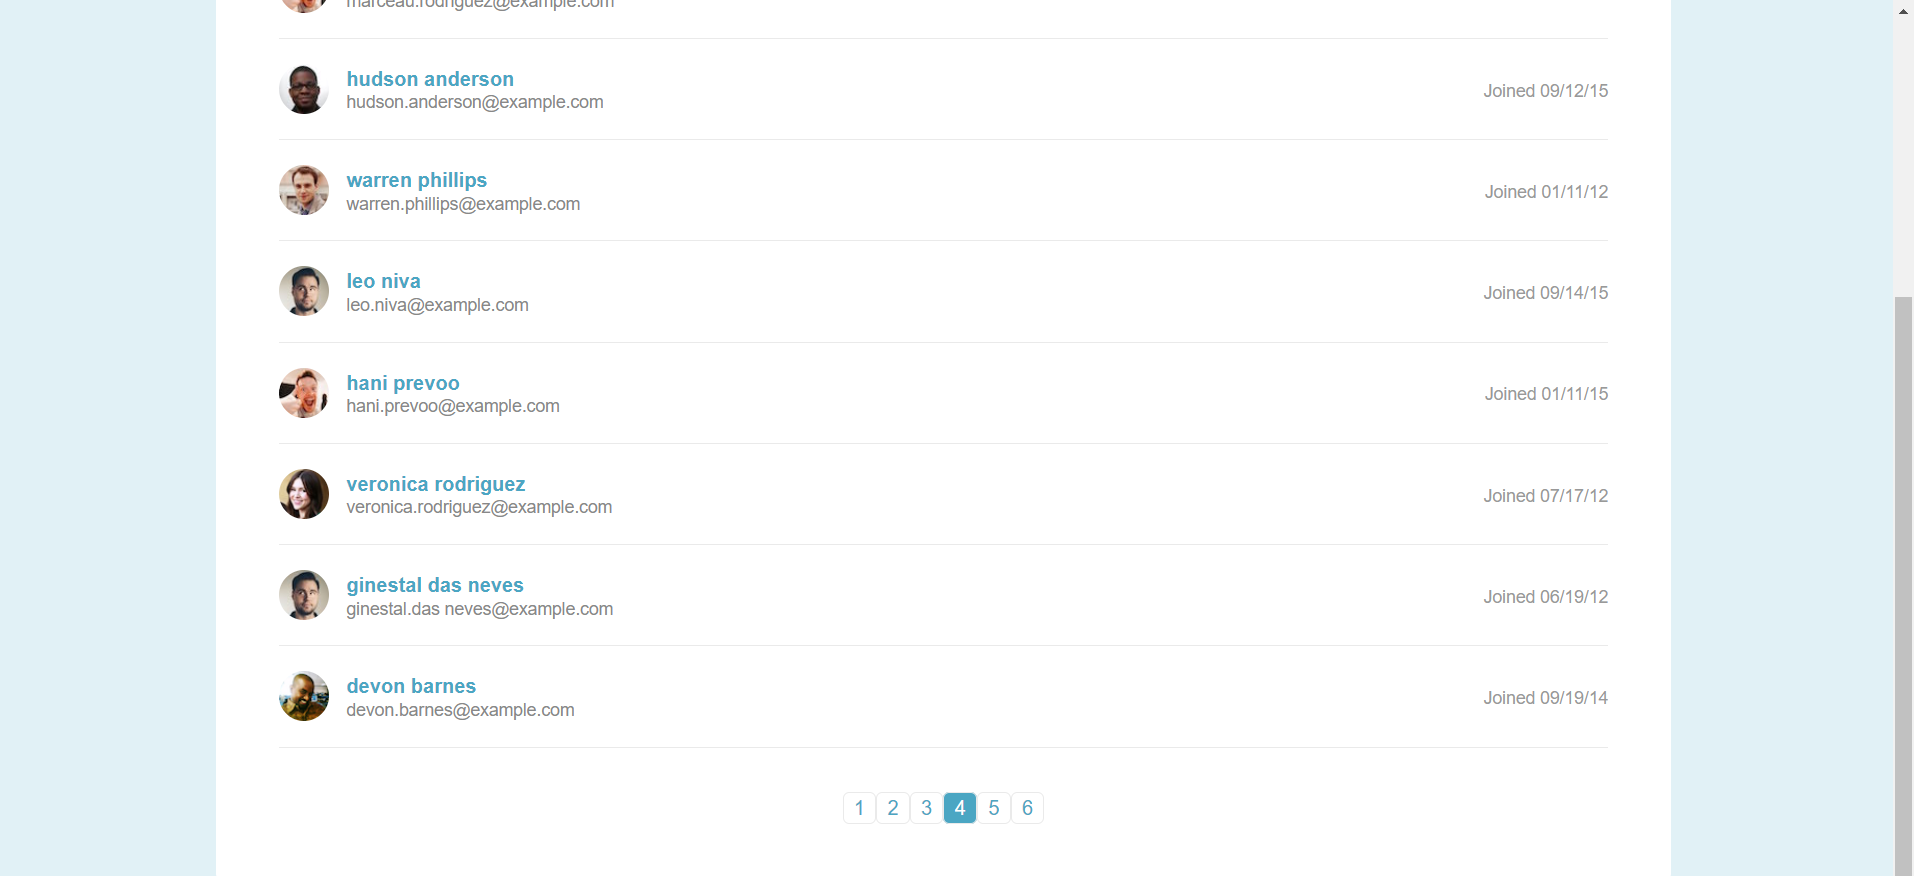 marceau.rodriguez@example.com
hudson anderson
hudson.anderson@example.com
Joined 09/12/15
warren phillips
warren.phillips@example.com
Joined 01/11/12
leo niva
leo.niva@example.com
Joined 09/14/15
hani prevoo
hani.prevoo@example.com
Joined 01/11/15
veronica rodriguez
veronica.rodriguez@example.com
Joined 07/17/12
ginestal das neves
ginestal.das neves@example.com
Joined 06/19/12
devon barnes
devon.barnes@example.com
Joined 09/19/14
1 2 3 4 5 6